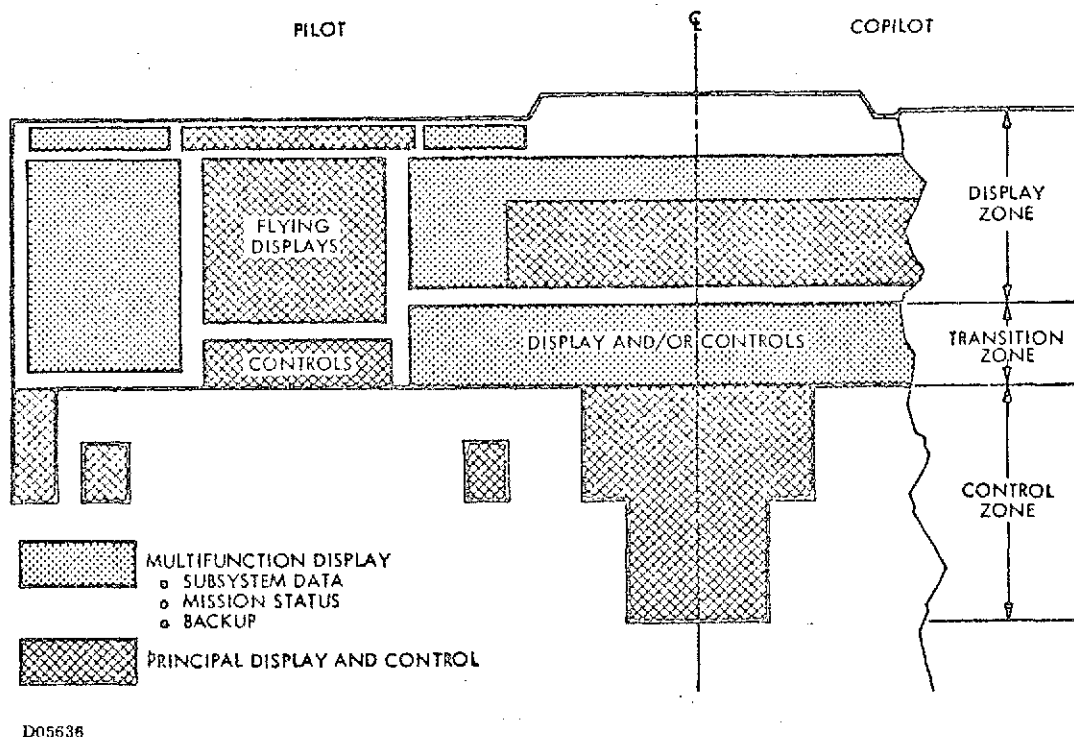 PILOT
℄
COPILOT
FLYING
DISPLAYS
DISPLAY
ZONE
DISPLAY AND/OR CONTROLS
TRANSITION
ZONE
CONTROLS
CONTROL
ZONE
MULTIFUNCTION DISPLAY
o SUBSYSTEM DATA
o MISSION STATUS
o BACKUP
PRINCIPAL DISPLAY AND CONTROL
D05636